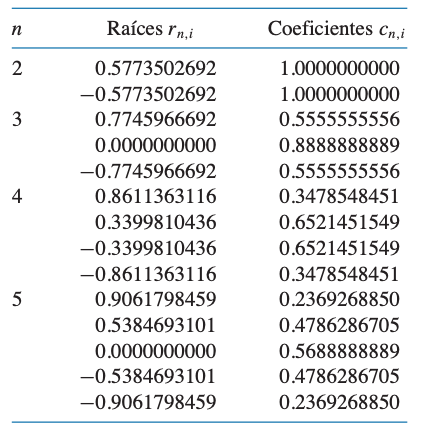 n Raíces rn,i Coeficientes cn,i
2 0.5773502692 1.0000000000
−0.5773502692 1.0000000000
3 0.7745966692 0.5555555556
0.0000000000 0.8888888889
−0.7745966692 0.5555555556
4 0.8611363116 0.3478548451
0.3399810436 0.6521451549
−0.3399810436 0.6521451549
−0.8611363116 0.3478548451
5 0.9061798459 0.2369268850
0.5384693101 0.4786286705
0.0000000000 0.5688888889
−0.5384693101 0.4786286705
−0.9061798459 0.2369268850